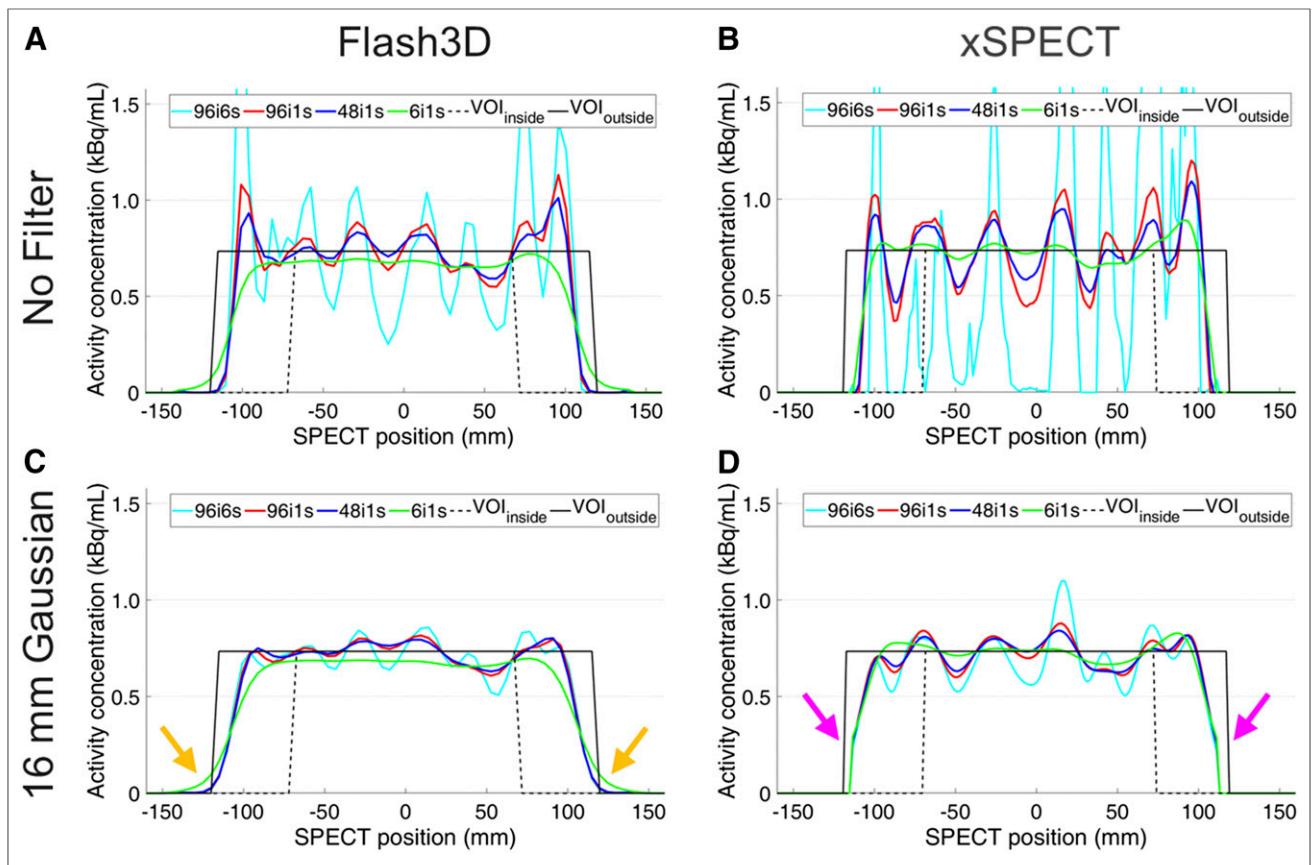 Flash3D
xSPECT
No Filter
16 mm Gaussian
A
Activity concentration (kBq/mL)
1.5
1.0
0.5
0
96i6s 96i1s 48i1s 6i1s VOIinside VOIoutside
-150 -100 -50 0 50 100 150
SPECT position (mm)
B
Activity concentration (kBq/mL)
1.5
1.0
0.5
0
96i6s 96i1s 48i1s 6i1s VOIinside VOIoutside
-150 -100 -50 0 50 100 150
SPECT position (mm)
C
Activity concentration (kBq/mL)
1.5
1.0
0.5
0
96i6s 96i1s 48i1s 6i1s VOIinside VOIoutside
-150 -100 -50 0 50 100 150
SPECT position (mm)
D
Activity concentration (kBq/mL)
1.5
1.0
0.5
0
96i6s 96i1s 48i1s 6i1s VOIinside VOIoutside
-150 -100 -50 0 50 100 150
SPECT position (mm)